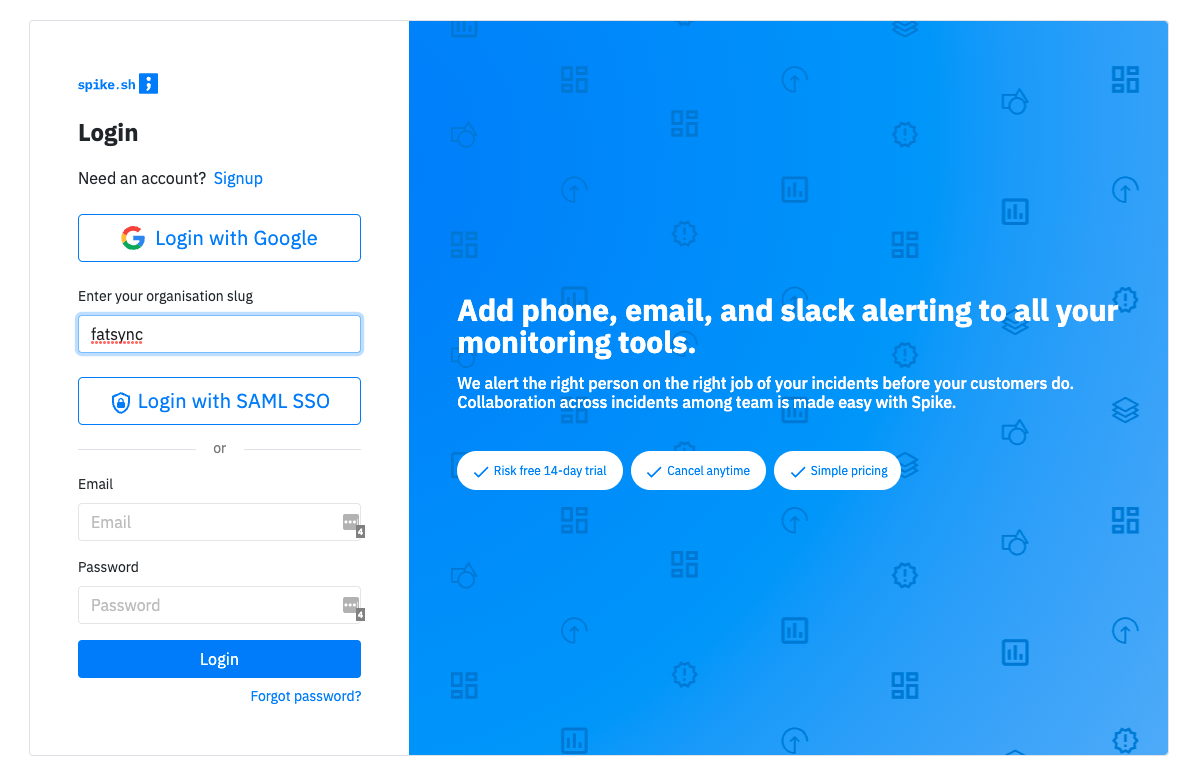 spike.sh ;
Login
Need an account? Signup
Login with Google
Enter your organisation slug
fatsync
Login with SAML SSO
or
Email
Email
4
Password
Password
4
Login
Forgot password?
Add phone, email, and slack alerting to all your
monitoring tools.
We alert the right person on the right job of your incidents before your customers do.
Collaboration across incidents among team is made easy with Spike.
Risk free 14-day trial
Cancel anytime
Simple pricing